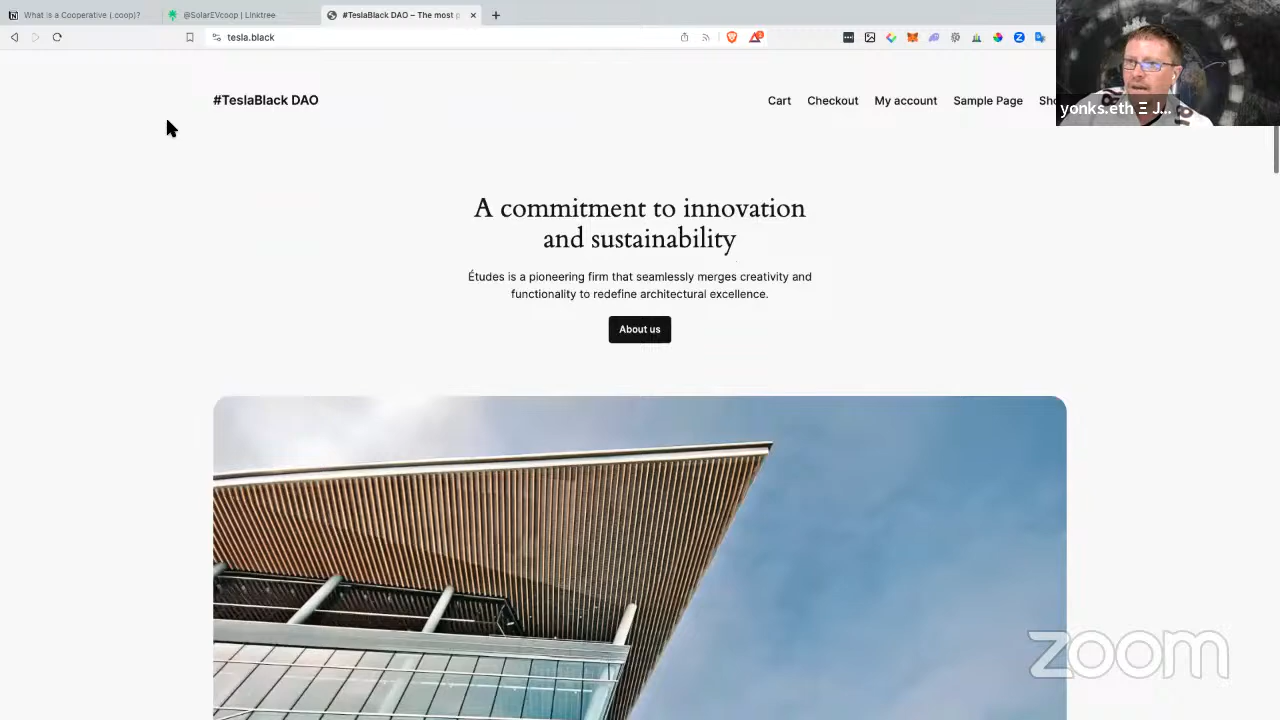 What is a Cooperative (.coop)?
@SolarEVcoop | Linktree
#TeslaBlack DAO – The most p
tesla.black
#TeslaBlack DAO
Cart
Checkout
My account
Sample Page
Sho
yonks.eth Ξ J...
A commitment to innovation
and sustainability
Études is a pioneering firm that seamlessly merges creativity and
functionality to redefine architectural excellence.
About us
zoom